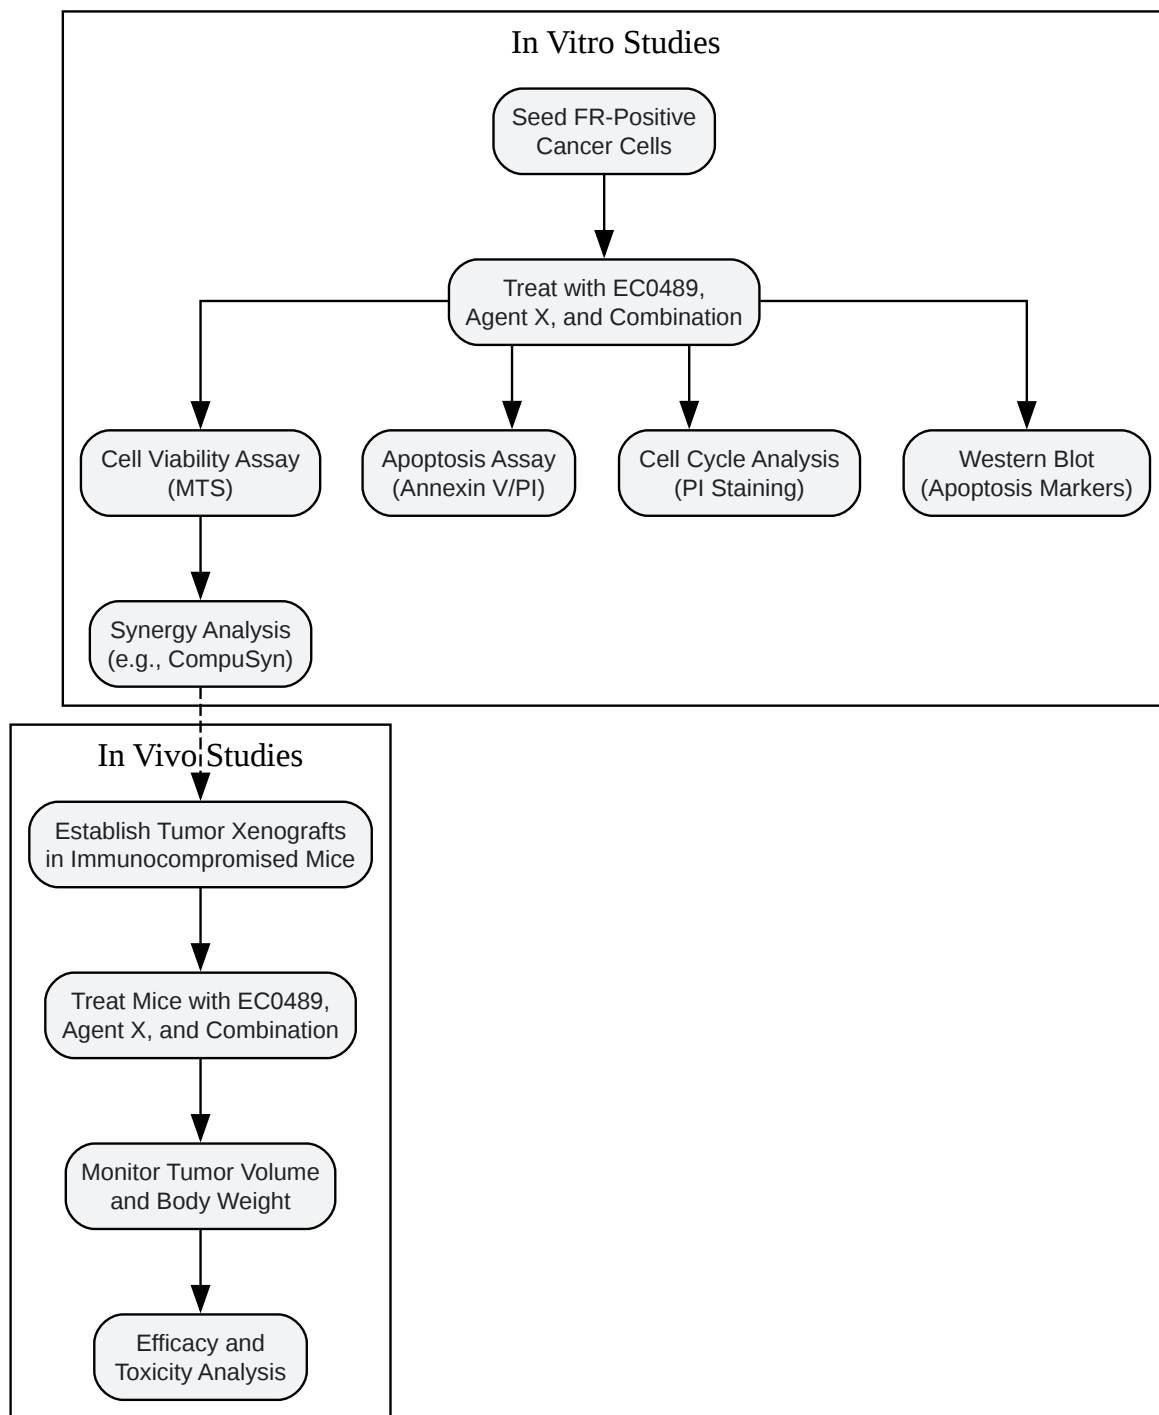 In Vitro Studies
Seed FR-Positive
Cancer Cells
Treat with EC0489,
Agent X, and Combination
Cell Viability Assay
(MTS)
Apoptosis Assay
(Annexin V/PI)
Cell Cycle Analysis
(PI Staining)
Western Blot
(Apoptosis Markers)
Synergy Analysis
(e.g., CompuSyn)
In Vivo Studies
Establish Tumor Xenografts
in Immunocompromised Mice
Treat Mice with EC0489,
Agent X, and Combination
Monitor Tumor Volume
and Body Weight
Efficacy and
Toxicity Analysis